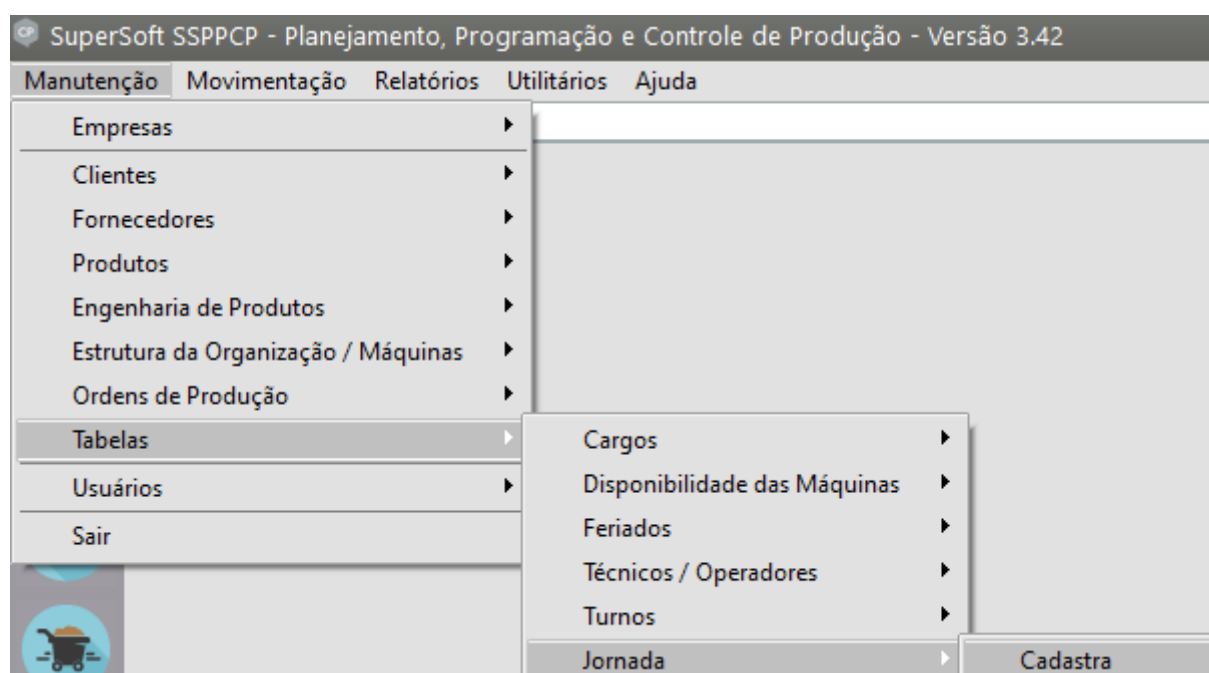 SuperSoft SSPPCP - Planejamento, Programação e Controle de Produção - Versão 3.42
Manutenção Movimentação Relatórios Utilitários Ajuda
Empresas
Clientes
Fornecedores
Produtos
Engenharia de Produtos
Estrutura da Organização / Máquinas
Ordens de Produção
Tabelas
Usuários
Sair
Cargos
Disponibilidade das Máquinas
Feriados
Técnicos / Operadores
Turnos
Jornada
Cadastra